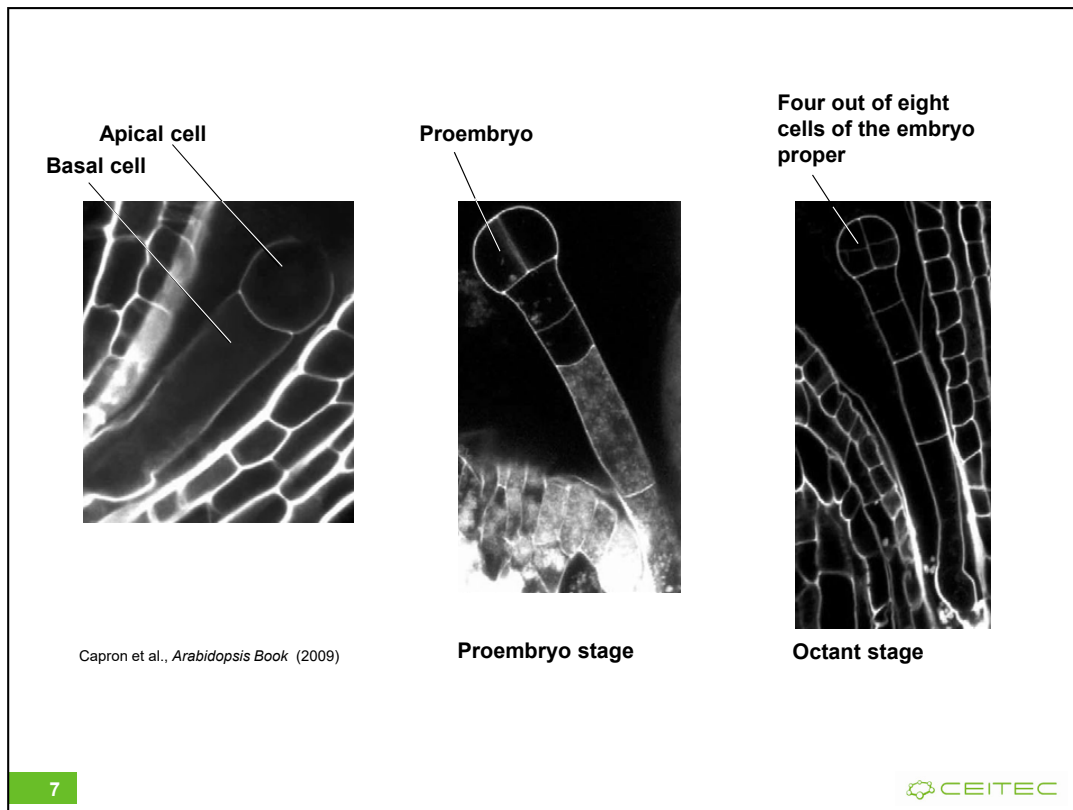 Apical cell
Basal cell
Proembryo
Four out of eight
cells of the embryo
proper
Capron et al., Arabidopsis Book (2009)
Proembryo stage
Octant stage
7
CEITEC